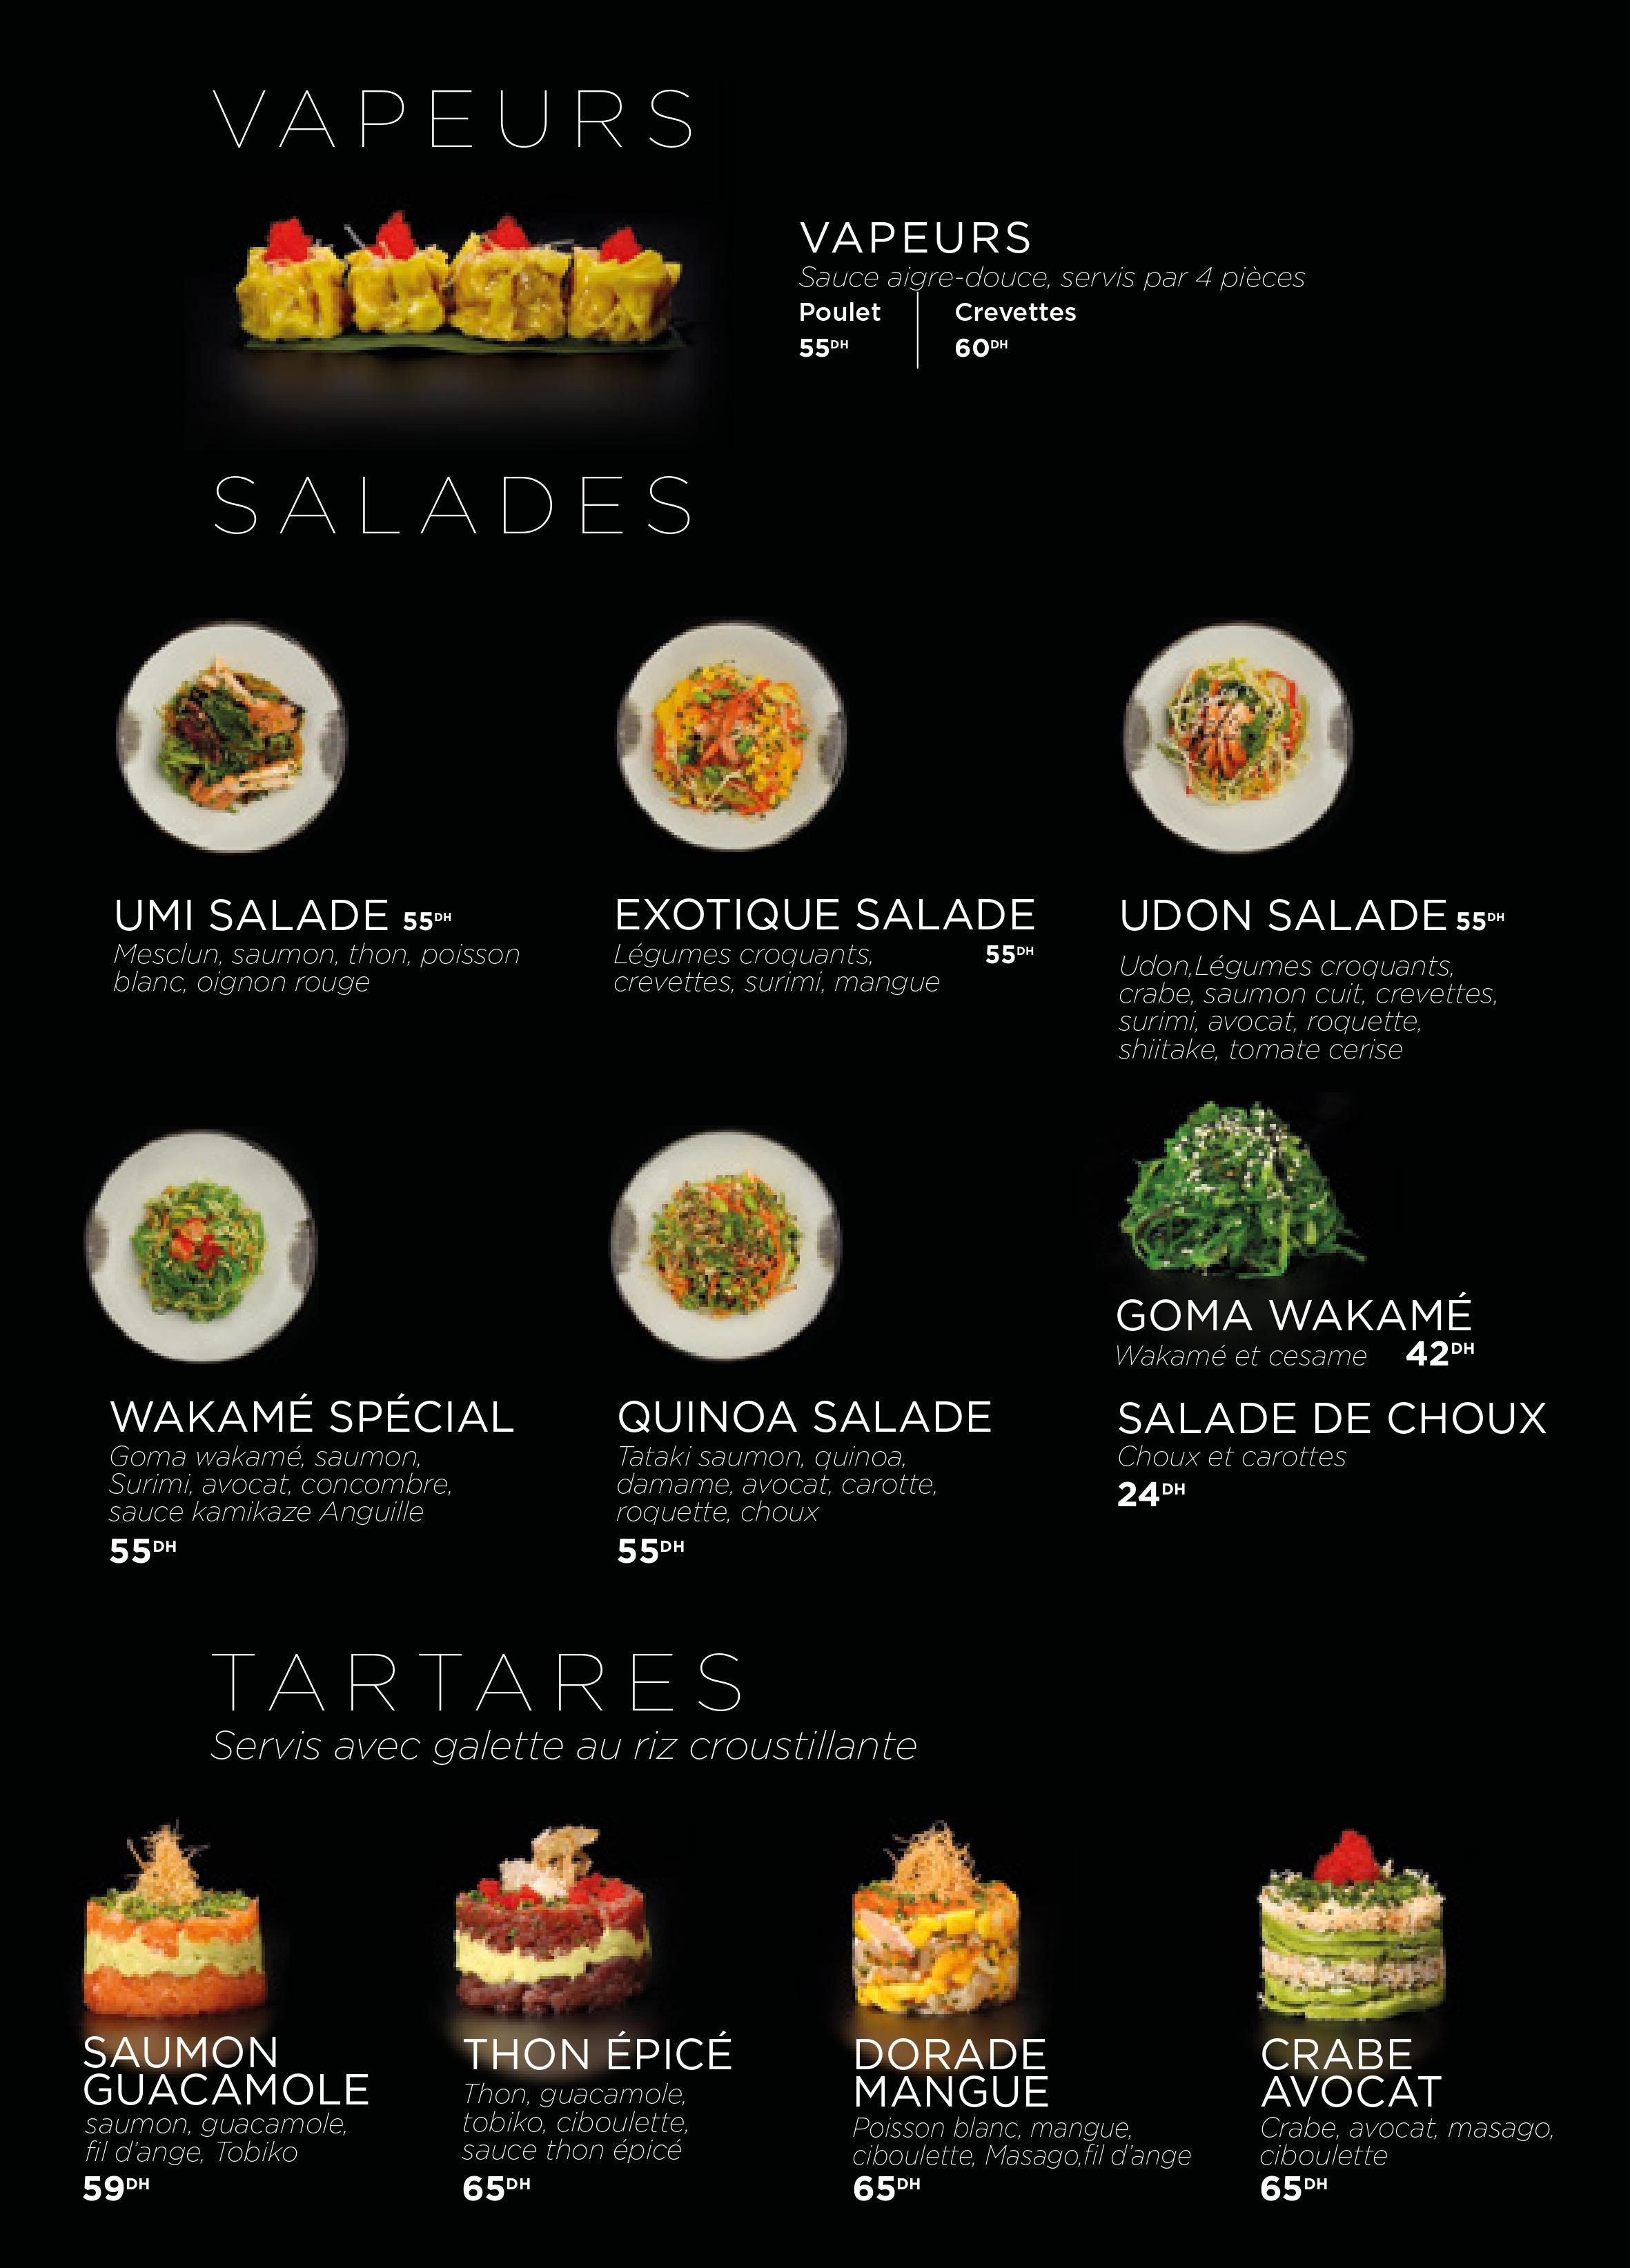 VAPEURS
VAPEURS
Sauce aigre-douce, servis par 4 pièces
Poulet Crevettes
55DH 60DH
SALADES
UMI SALADE 55DH
Mesclun, saumon, thon, poisson
blanc, oignon rouge
EXOTIQUE SALADE
Légumes croquants, 55DH
crevettes, surimi, mangue
UDON SALADE 55DH
Udon,Légumes croquants,
crabe, saumon cuit, crevettes,
surimi, avocat, roquette,
shiitake, tomate cerise
WAKAMÉ SPÉCIAL
Goma wakamé, saumon,
Surimi, avocat, concombre,
sauce kamikaze Anguille
55DH
QUINOA SALADE
Tataki saumon, quinoa,
damame, avocat, carotte,
roquette, choux
55DH
GOMA WAKAMÉ
Wakamé et cesame 42DH
SALADE DE CHOUX
Choux et carottes
24DH
TARTARES
Servis avec galette au riz croustillante
SAUMON
GUACAMOLE
saumon, guacamole,
fil d'ange, Tobiko
59DH
THON ÉPICÉ
Thon, guacamole,
tobiko, ciboulette,
sauce thon épicé
65DH
DORADE
MANGUE
Poisson blanc, mangue,
ciboulette, Masago,fil d'ange
65DH
CRABE
AVOCAT
Crabe, avocat, masago,
ciboulette
65DH